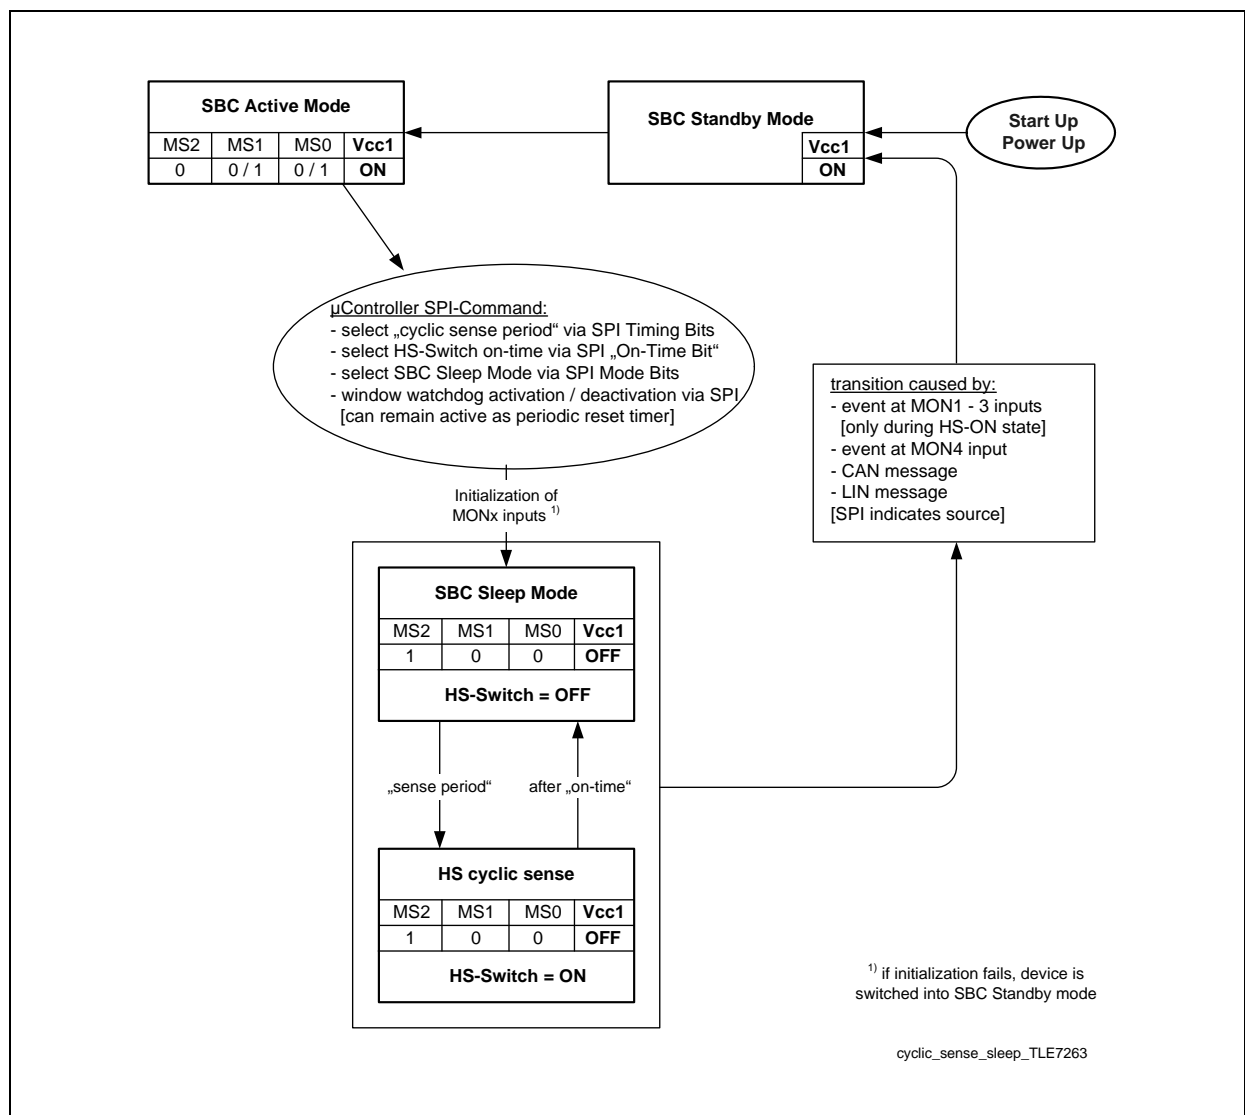 SBC Active Mode
MS2 MS1 MS0 Vcc1
0 0 / 1 0 / 1 ON
SBC Standby Mode
Vcc1
ON
Start Up
Power Up
µController SPI-Command:
- select „cyclic sense period“ via SPI Timing Bits
- select HS-Switch on-time via SPI „On-Time Bit“
- select SBC Sleep Mode via SPI Mode Bits
- window watchdog activation / deactivation via SPI
[can remain active as periodic reset timer]
transition caused by:
- event at MON1 - 3 inputs
[only during HS-ON state]
- event at MON4 input
- CAN message
- LIN message
[SPI indicates source]
Initialization of
MONx inputs 1)
SBC Sleep Mode
MS2 MS1 MS0 Vcc1
1 0 0 OFF
HS-Switch = OFF
„sense period“ after „on-time“
HS cyclic sense
MS2 MS1 MS0 Vcc1
1 0 0 OFF
HS-Switch = ON
1) if initialization fails, device is
switched into SBC Standby mode
cyclic_sense_sleep_TLE7263